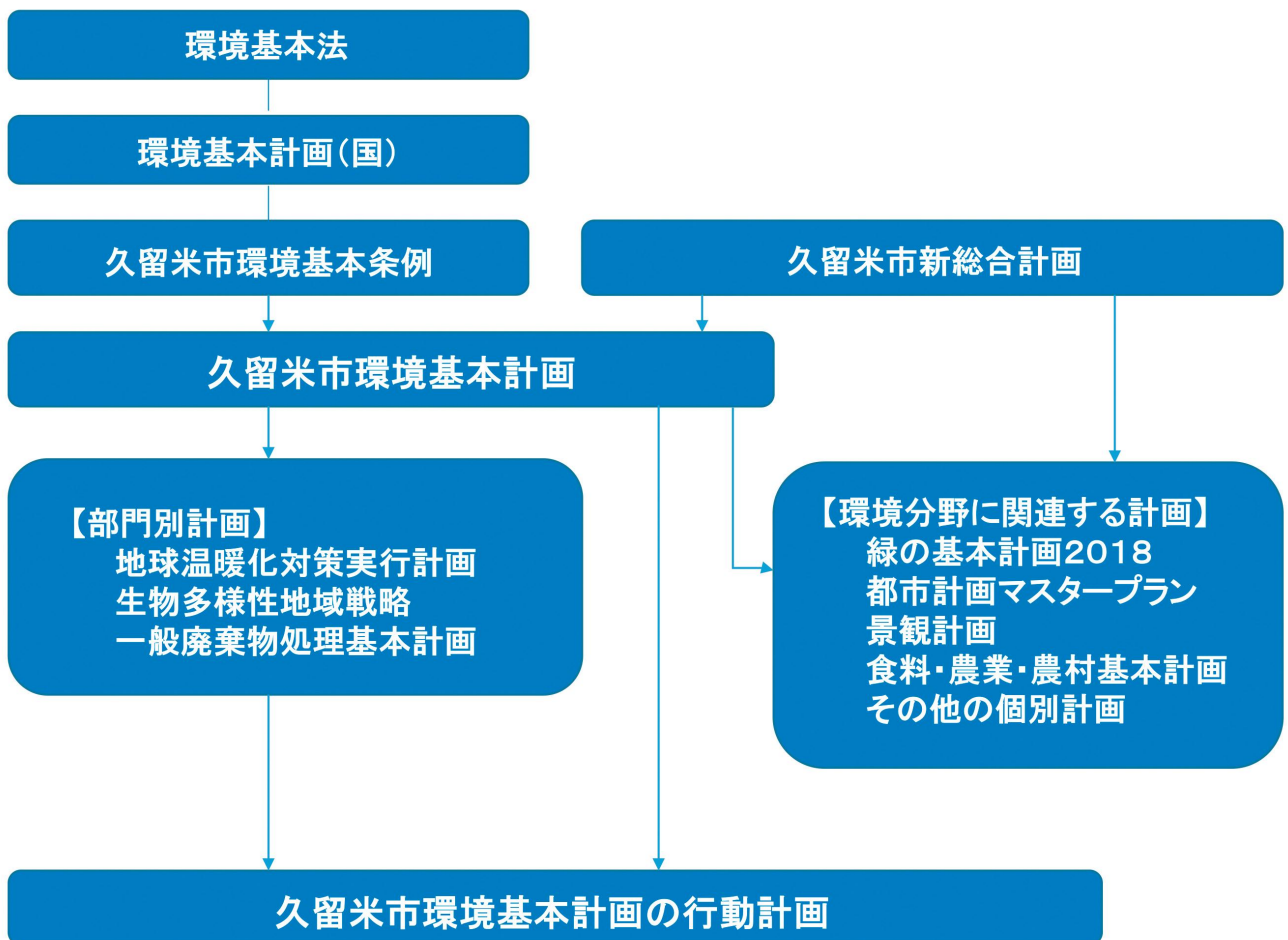 環境基本法
環境基本計画(国)
久留米市環境基本条例
久留米市新総合計画
久留米市環境基本計画
【部門別計画】
地球温暖化対策実行計画
生物多様性地域戦略
一般廃棄物処理基本計画
【環境分野に関連する計画】
緑の基本計画2018
都市計画マスタープラン
景観計画
食料・農業・農村基本計画
その他の個別計画
久留米市環境基本計画の行動計画